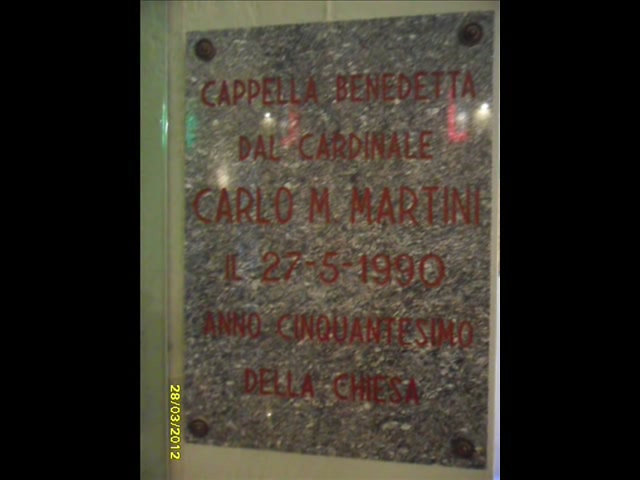 CAPPELLA BENEDETTA
DAL CARDINALE
CARLO M. MARTINI
IL 27-5-1990
ANNO CINQUANTESIMO
DELLA CHIESA
28/03/2012